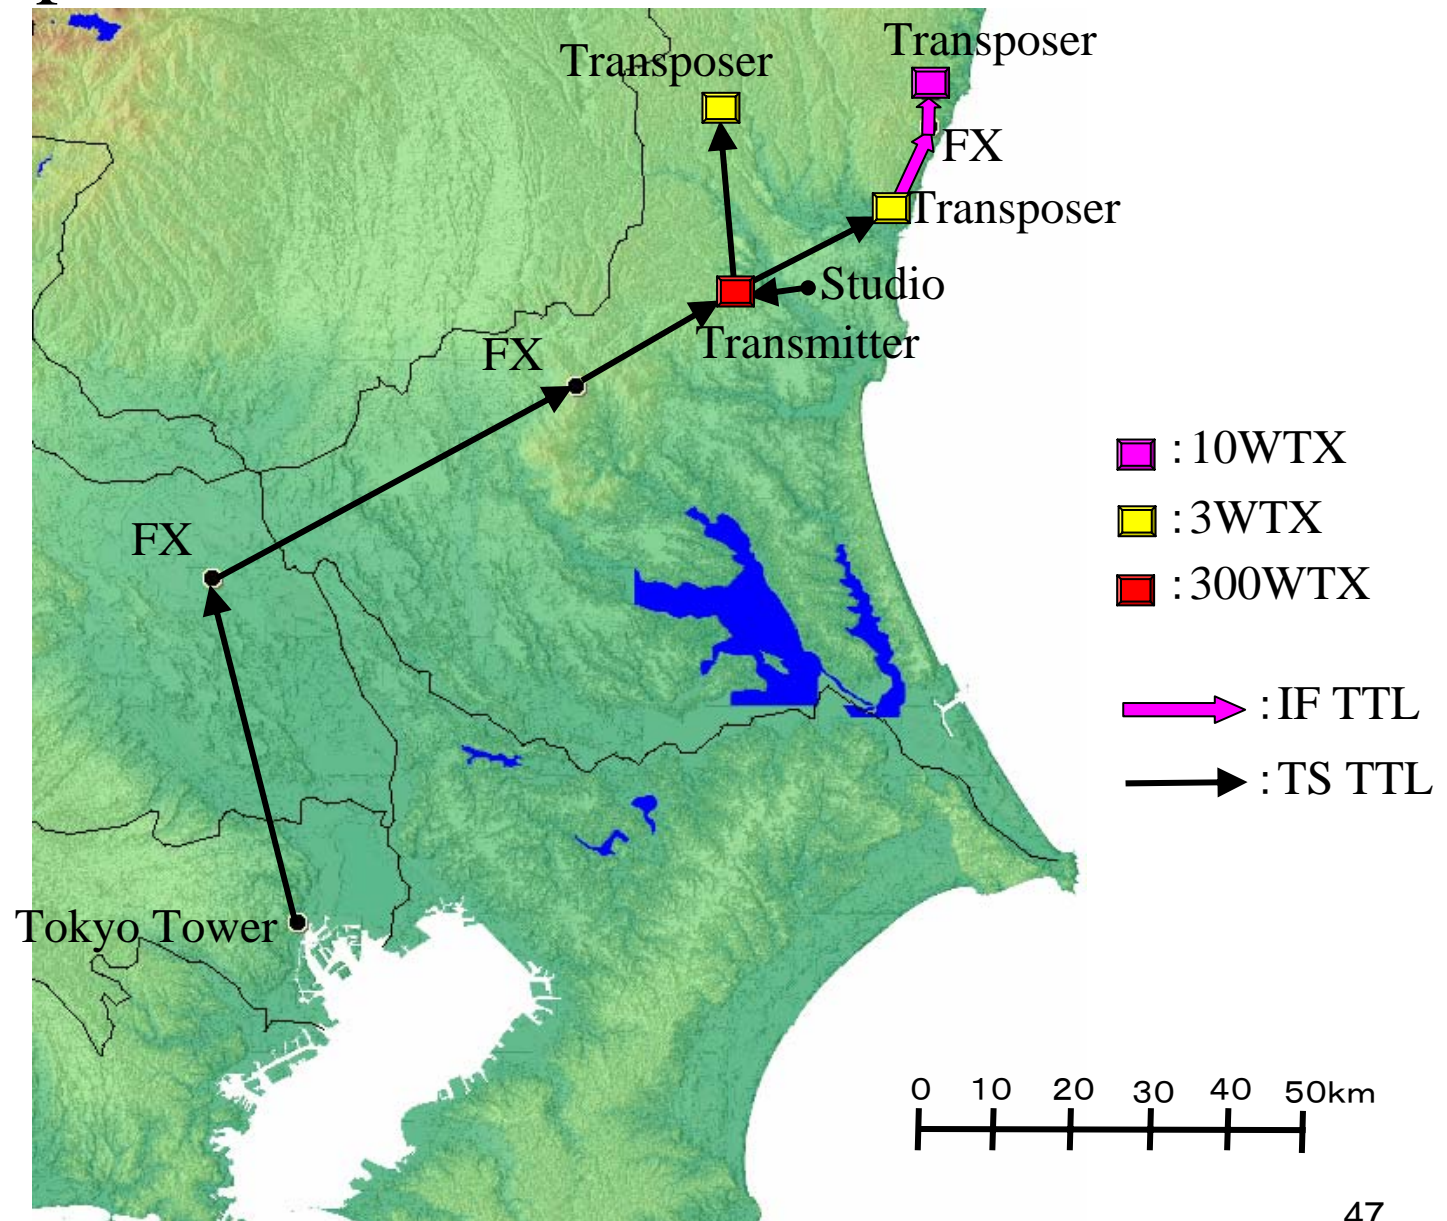 Transposer
Transposer
FX
Transposer
Studio
Transmitter
FX
FX
Tokyo Tower
:10WTX
:3WTX
:300WTX
:IF TTL
:TS TTL
0 10 20 30 40 50km
47